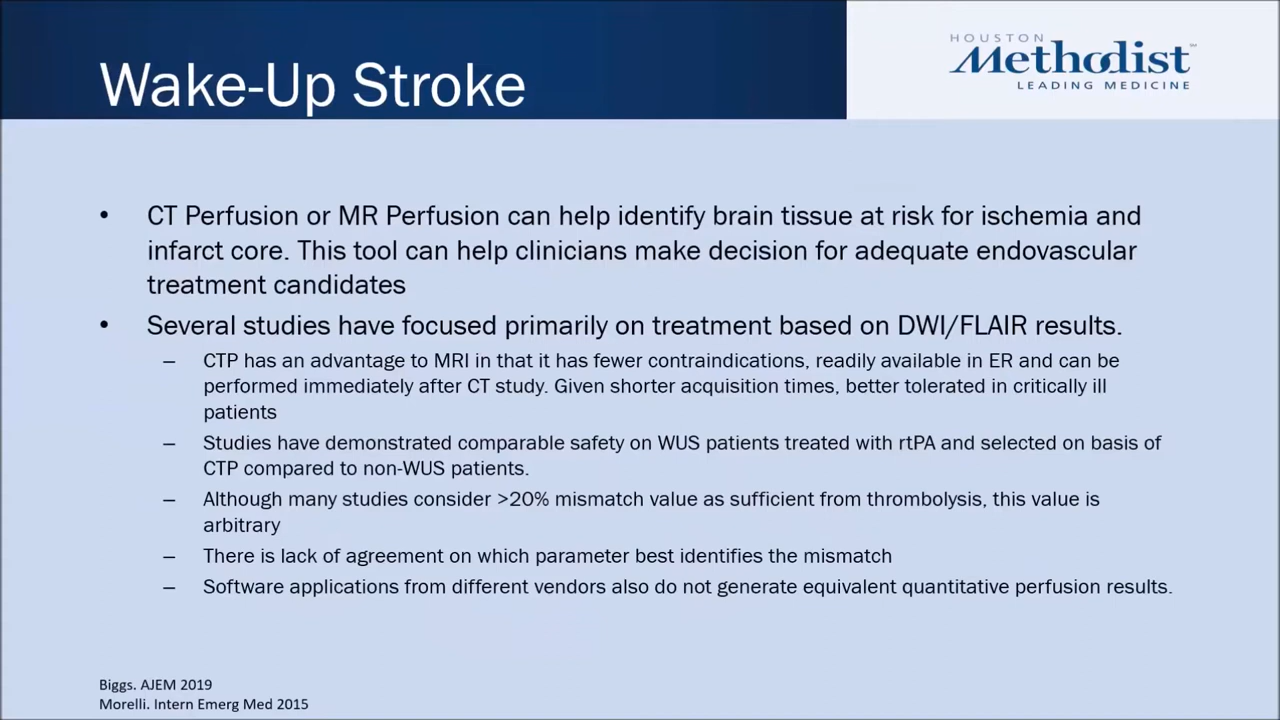 Wake-Up Stroke
HOUSTON
Methodist
LEADING MEDICINE
• CT Perfusion or MR Perfusion can help identify brain tissue at risk for ischemia and
infarct core. This tool can help clinicians make decision for adequate endovascular
treatment candidates
• Several studies have focused primarily on treatment based on DWI/FLAIR results.
– CTP has an advantage to MRI in that it has fewer contraindications, readily available in ER and can be
performed immediately after CT study. Given shorter acquisition times, better tolerated in critically ill
patients
– Studies have demonstrated comparable safety on WUS patients treated with rtPA and selected on basis of
CTP compared to non-WUS patients.
– Although many studies consider >20% mismatch value as sufficient from thrombolysis, this value is
arbitrary
– There is lack of agreement on which parameter best identifies the mismatch
– Software applications from different vendors also do not generate equivalent quantitative perfusion results.
Biggs. AJEM 2019
Morelli. Intern Emerg Med 2015